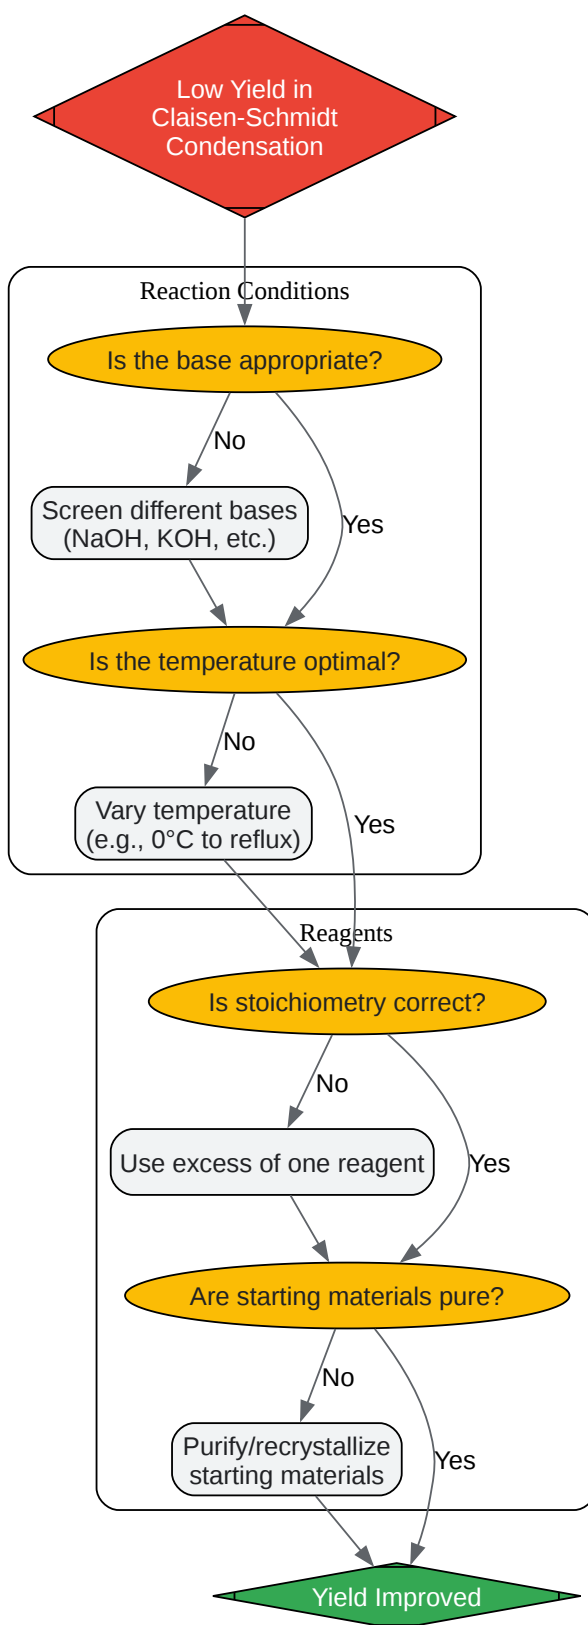 Low Yield in
Claisen-Schmidt
Condensation
Reaction Conditions
Is the base appropriate?
No
Screen different bases
(NaOH, KOH, etc.)
Yes
Is the temperature optimal?
No
Vary temperature
(e.g., 0°C to reflux)
Yes
Reagents
Is stoichiometry correct?
No
Use excess of one reagent
Yes
Are starting materials pure?
No
Purify/recrystallize
starting materials
Yes
Yield Improved